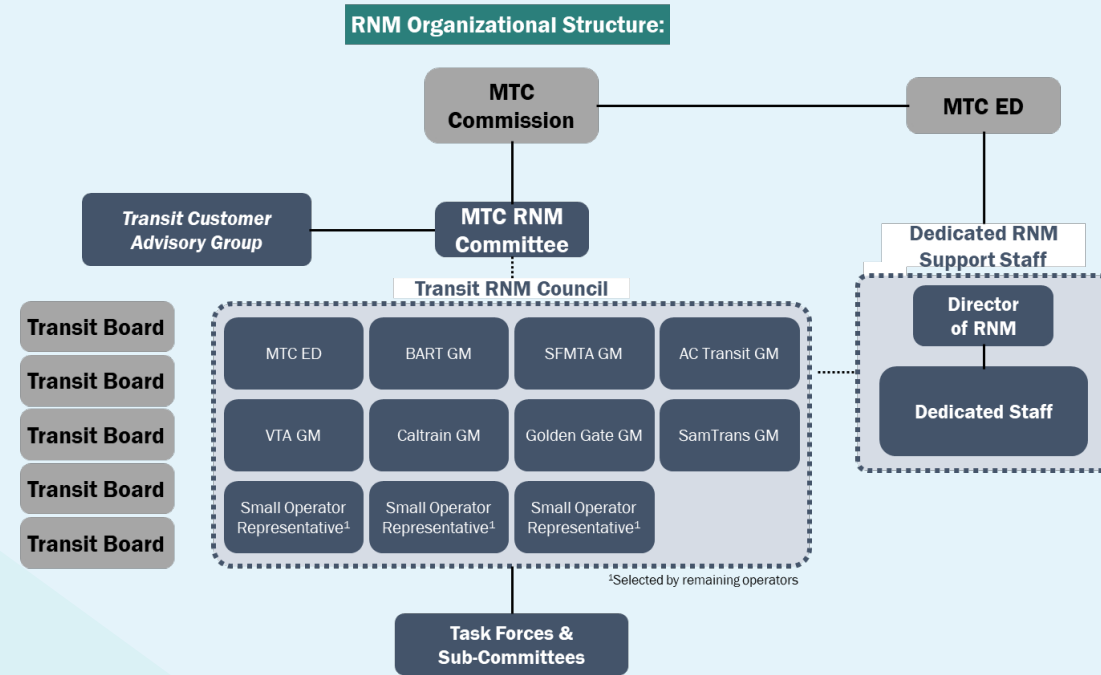 RNM Organizational Structure:
MTC
Commission
MTC ED
Transit Customer
Advisory Group
MTC RNM
Committee
Dedicated RNM
Support Staff
Transit RNM Council
Director
of RNM
Dedicated Staff
Transit Board
Transit Board
Transit Board
Transit Board
Transit Board
MTC ED
BART GM
SFMTA GM
AC Transit GM
VTA GM
Caltrain GM
Golden Gate GM
SamTrans GM
Small Operator
Representative¹
Small Operator
Representative¹
Small Operator
Representative¹
¹Selected by remaining operators
Task Forces &
Sub-Committees